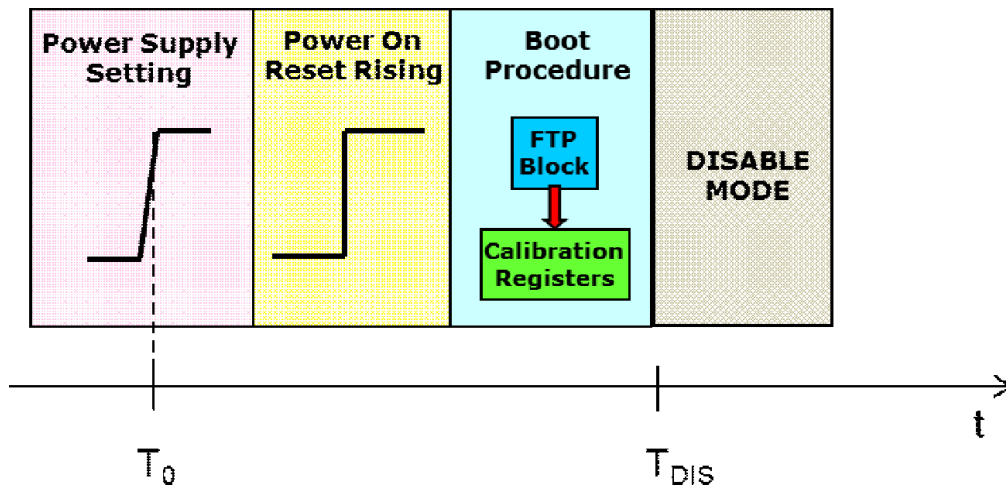 Power Supply
Setting
Power On
Reset Rising
Boot
Procedure
FTP
Block
Calibration
Registers
DISABLE
MODE
t
T0
TDIS